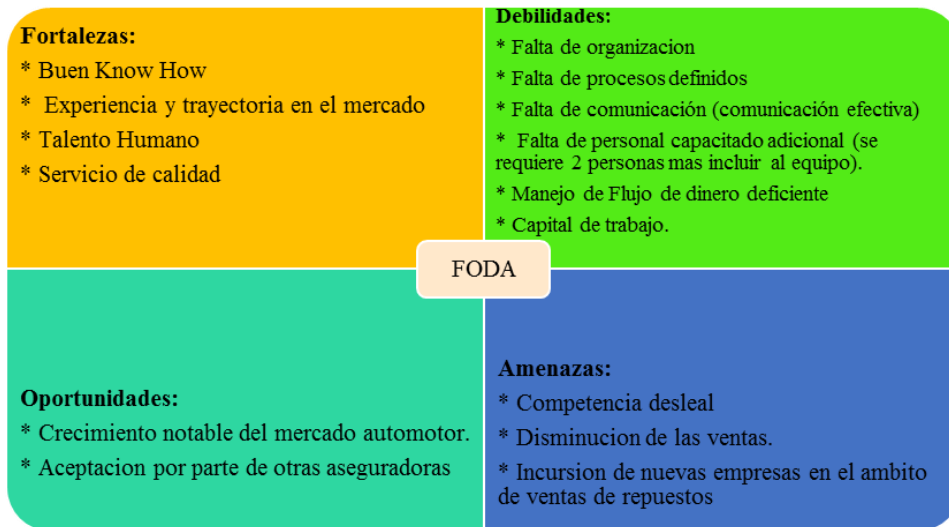 Fortalezas:
* Buen Know How
* Experiencia y trayectoria en el mercado
* Talento Humano
* Servicio de calidad
Debilidades:
* Falta de organizacion
* Falta de procesos definidos
* Falta de comunicación (comunicación efectiva)
* Falta de personal capacitado adicional (se
requiere 2 personas mas incluir al equipo).
* Manejo de Flujo de dinero deficiente
* Capital de trabajo.
FODA
Oportunidades:
* Crecimiento notable del mercado automotor.
* Aceptacion por parte de otras aseguradoras
Amenazas:
* Competencia desleal
* Disminucion de las ventas.
* Incursion de nuevas empresas en el ambito
de ventas de repuestos